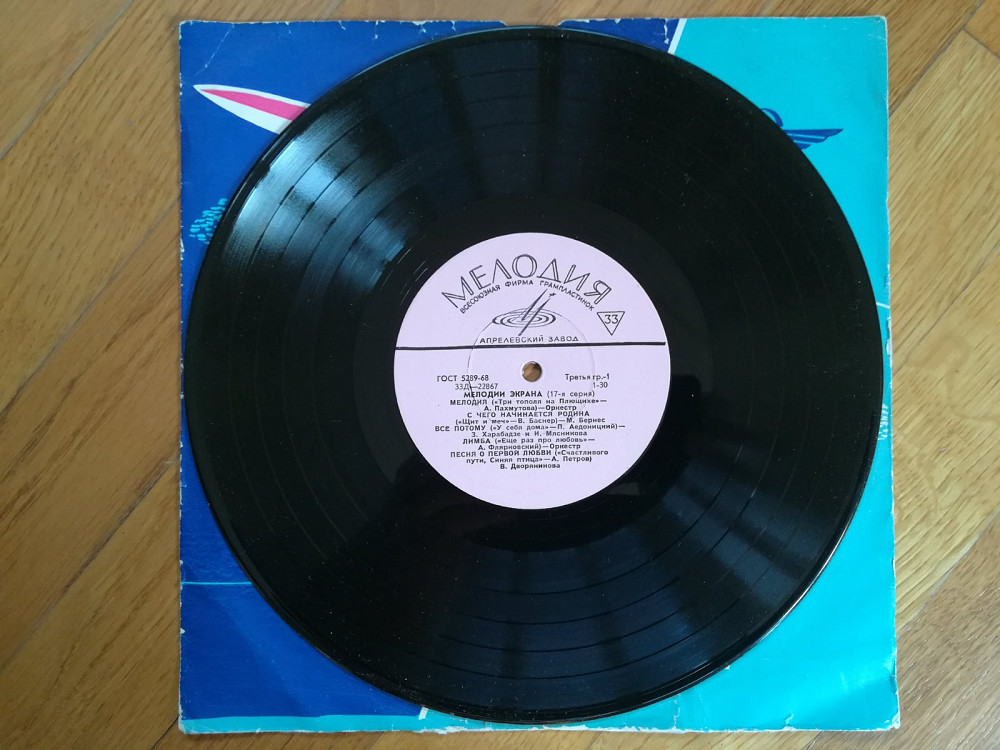 МЕЛОДИЯ
ВСЕСОЮЗНАЯ ФИРМА ГРАМПЛАСТИНОК
33
АПРЕЛЕВСКИЙ ЗАВОД
ГОСТ 5289-68 Третья гр.-1
33Д—22867 1-30
МЕЛОДИИ ЭКРАНА (17-я серия)
МЕЛОДИЯ («Три тополя на Плющихе»—
А. Пахмутова)—Оркестр
С ЧЕГО НАЧИНАЕТСЯ РОДИНА
(«Щит и меч»—В. Баснер)—М. Бернес
ВСЕ ПОТОМУ («У себя дома»—П. Аедоницкий)—
З. Харабадзе и И. Мясникова
ЛИМБА («Еще раз про любовь»—
А. Флярковский)—Оркестр
ПЕСНЯ О ПЕРВОЙ ЛЮБВИ («Счастливого
пути, Синяя птица»—А. Петров)
В. Дворянинова